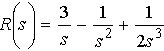 R(s) = 3/s − 1/s² + 1/2s³